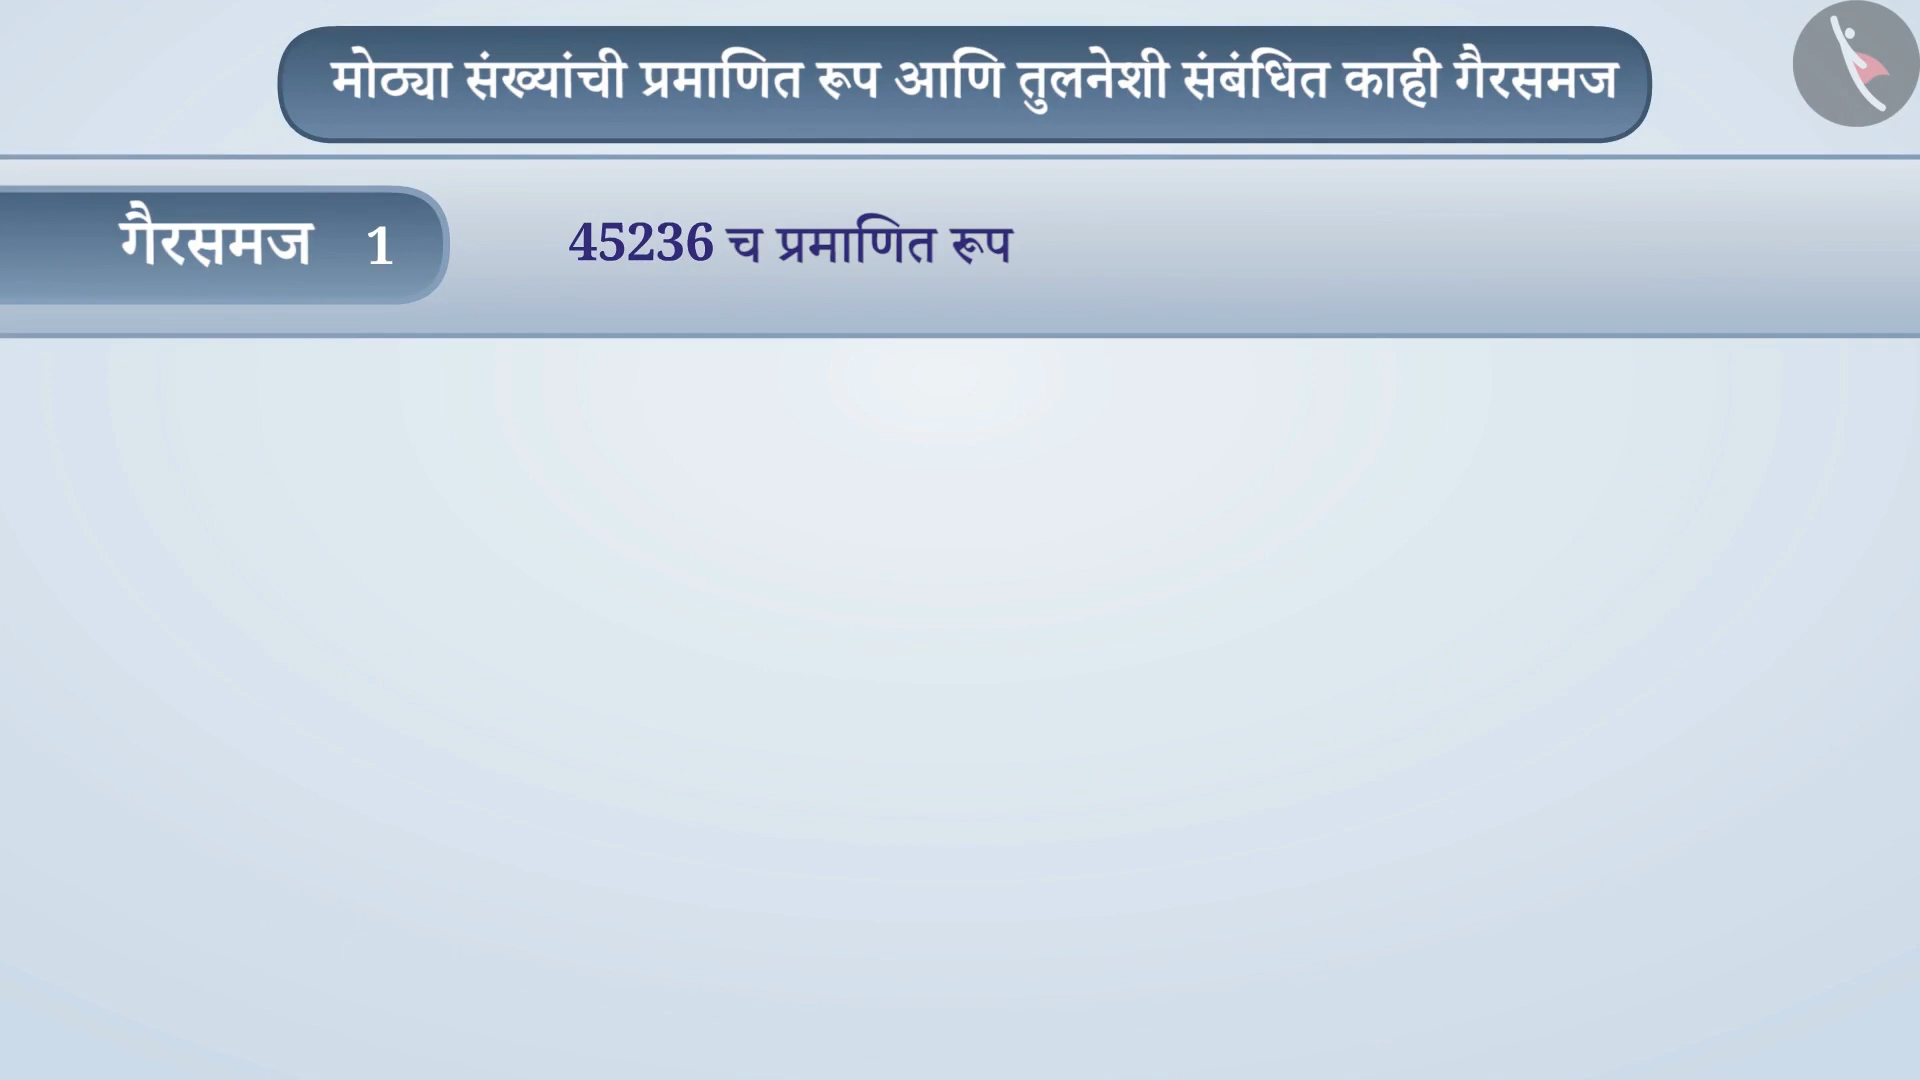 मोठ्या संख्यांची प्रमाणित रूप आणि तुलनेशी संबंधित काही गैरसमज
गैरसमज 1
45236 च प्रमाणित रूप